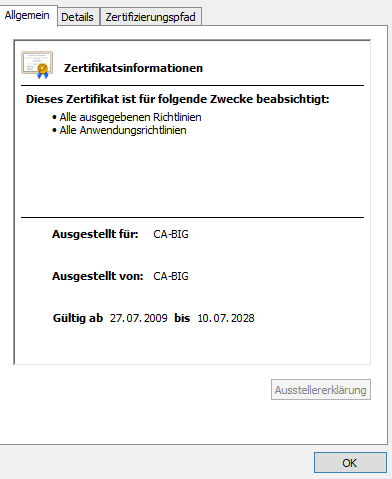 Allgemein Details Zertifizierungspfad
Zertifikatsinformationen
Dieses Zertifikat ist für folgende Zwecke beabsichtigt:
• Alle ausgegebenen Richtlinien
• Alle Anwendungsrichtlinien
Ausgestellt für: CA-BIG
Ausgestellt von: CA-BIG
Gültig ab 27.07.2009 bis 10.07.2028
Ausstellererklärung
OK